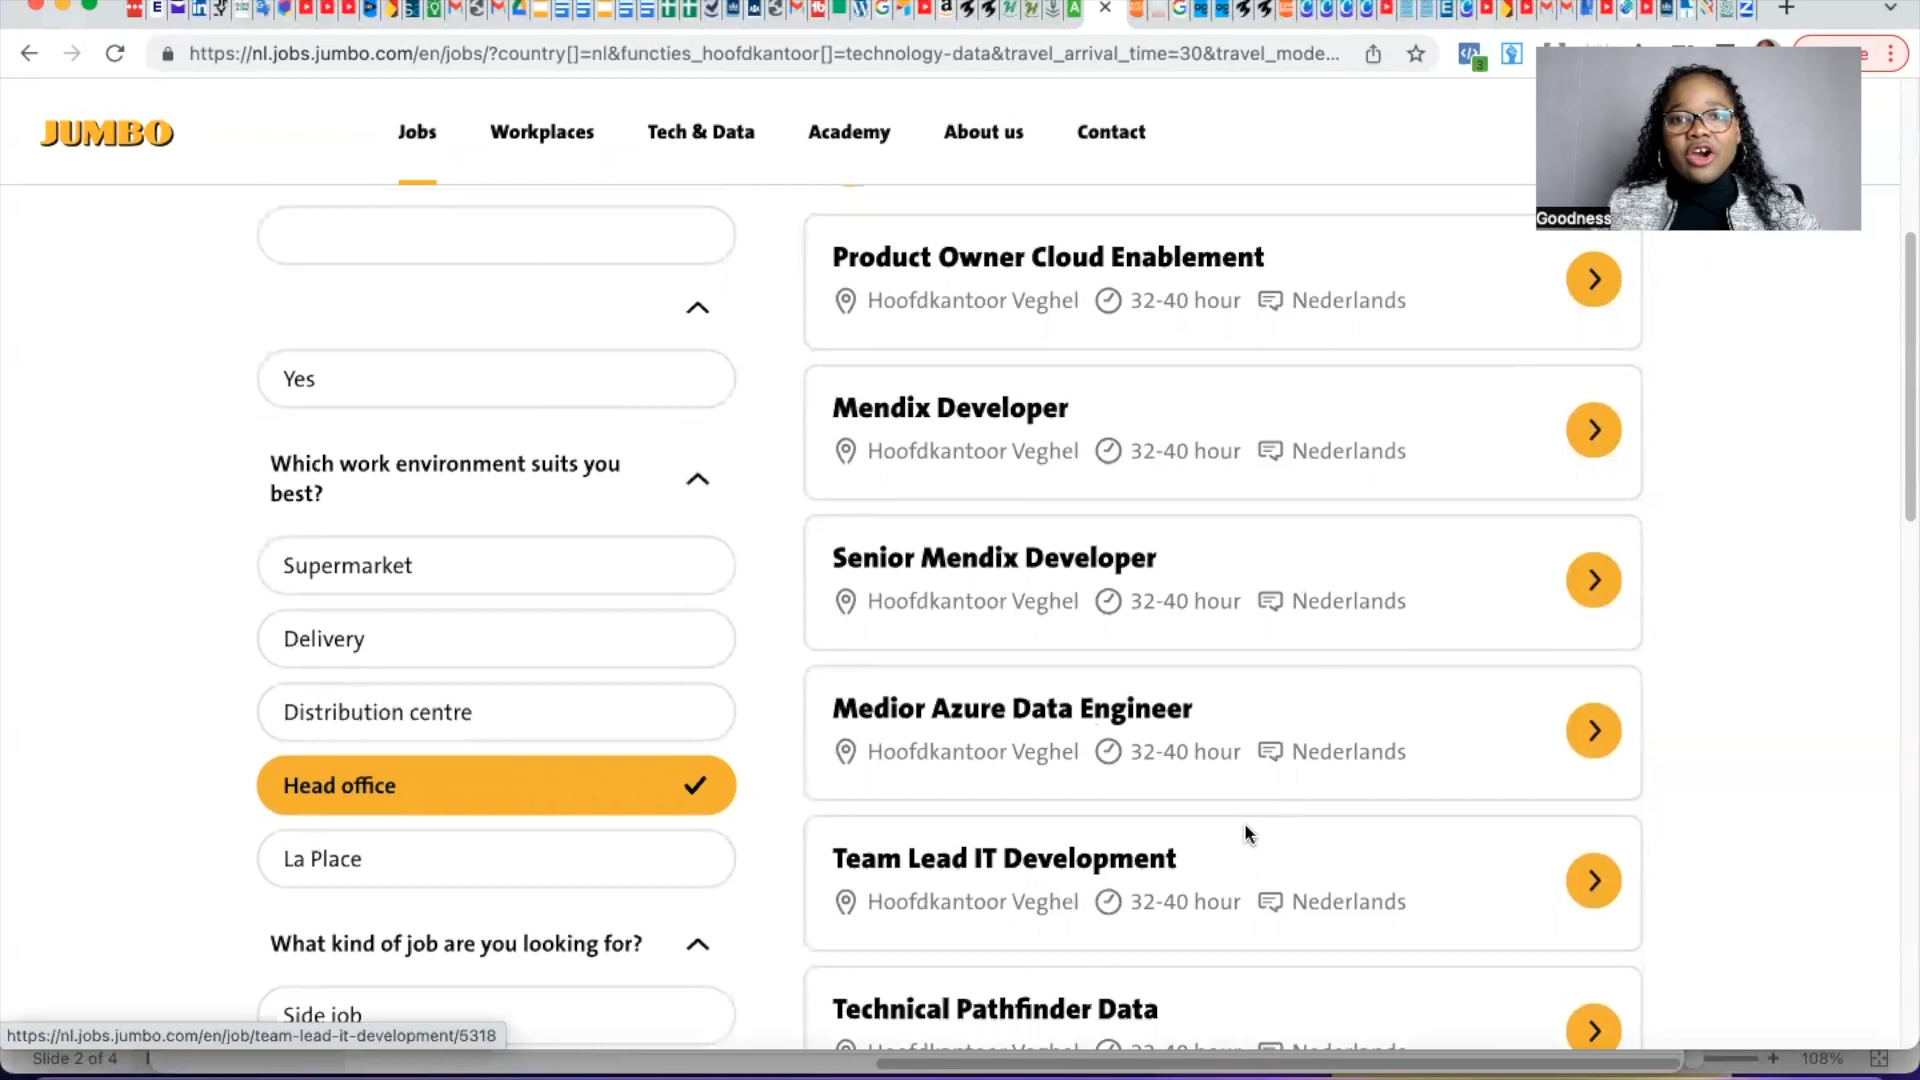 https://nl.jobs.jumbo.com/en/jobs/?country[]=nl&functies_hoofdkantoor[]=technology-data&travel_arrival_time=30&travel_mode...
JUMBO
Jobs
Workplaces
Tech & Data
Academy
About us
Contact
Goodness
Yes
Which work environment suits you
best?
Supermarket
Delivery
Distribution centre
Head office
La Place
What kind of job are you looking for?
Side job
Product Owner Cloud Enablement
Hoofdkantoor Veghel 32-40 hour Nederlands
Mendix Developer
Hoofdkantoor Veghel 32-40 hour Nederlands
Senior Mendix Developer
Hoofdkantoor Veghel 32-40 hour Nederlands
Medior Azure Data Engineer
Hoofdkantoor Veghel 32-40 hour Nederlands
Team Lead IT Development
Hoofdkantoor Veghel 32-40 hour Nederlands
Technical Pathfinder Data
Hoofdkantoor Veghel 32-40 hour Nederlands
https://nl.jobs.jumbo.com/en/job/team-lead-it-development/5318
Slide 2 of 4
108%